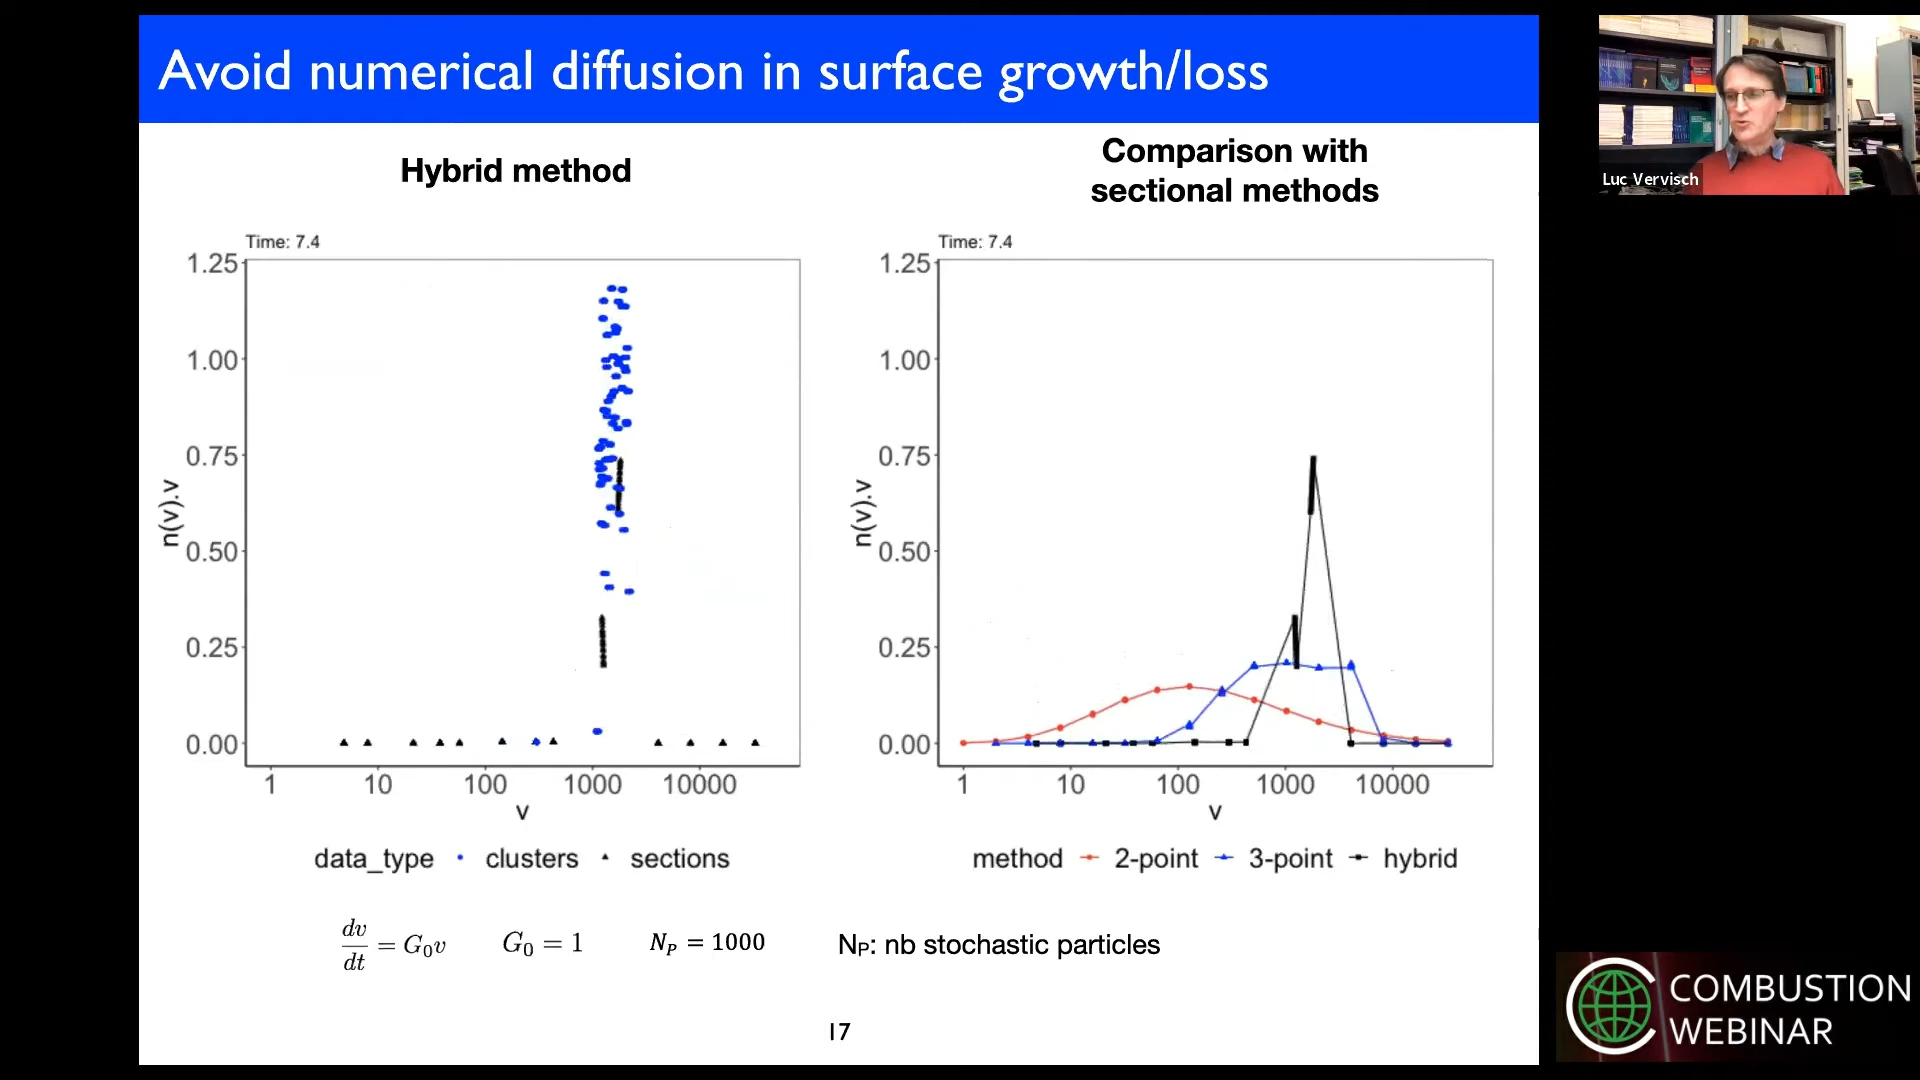 Avoid numerical diffusion in surface growth/loss
Luc Vervisch
Hybrid method
Comparison with
sectional methods
Time: 7.4
1.25
1.00
0.75
0.50
0.25
0.00
n(v).v
1 10 100 1000 10000
v
data_type clusters sections
Time: 7.4
1.25
1.00
0.75
0.50
0.25
0.00
n(v).v
1 10 100 1000 10000
v
method 2-point 3-point hybrid
dv/dt = G₀v G₀ = 1 N_P = 1000 N_P: nb stochastic particles
17
COMBUSTION
WEBINAR